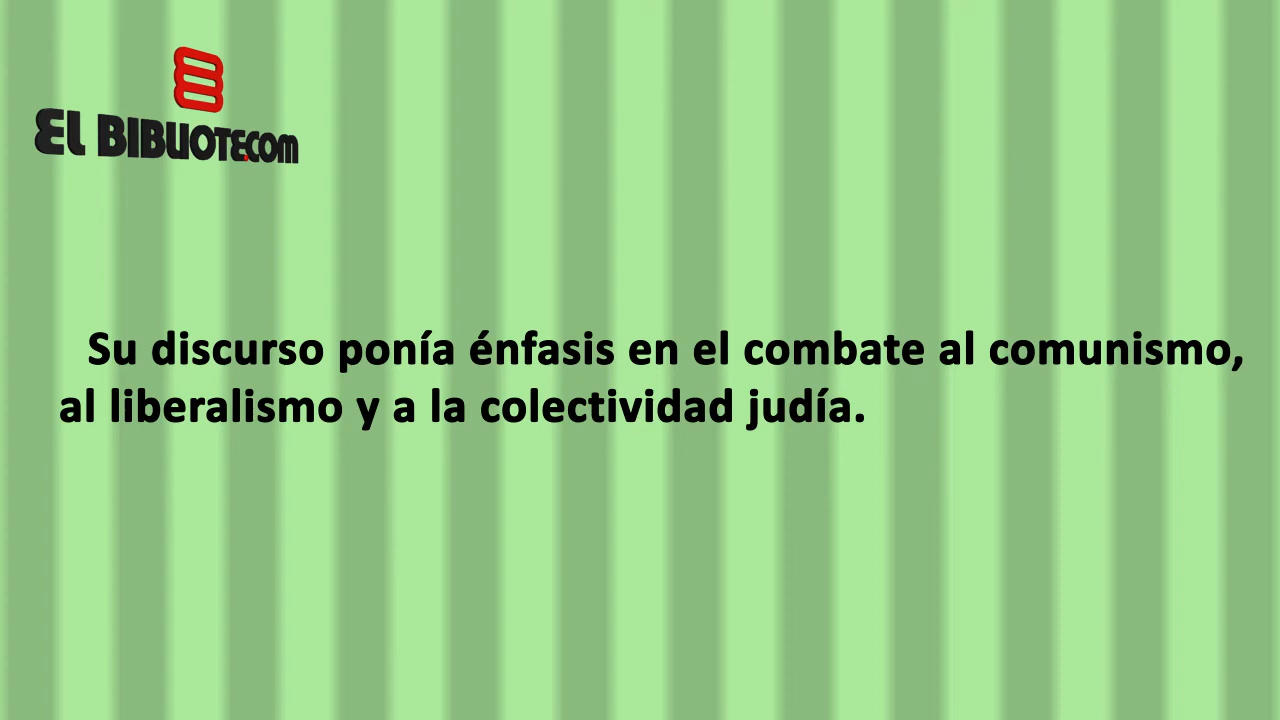 EL BIBLIOTE.COM
Su discurso ponía énfasis en el combate al comunismo,
al liberalismo y a la colectividad judía.